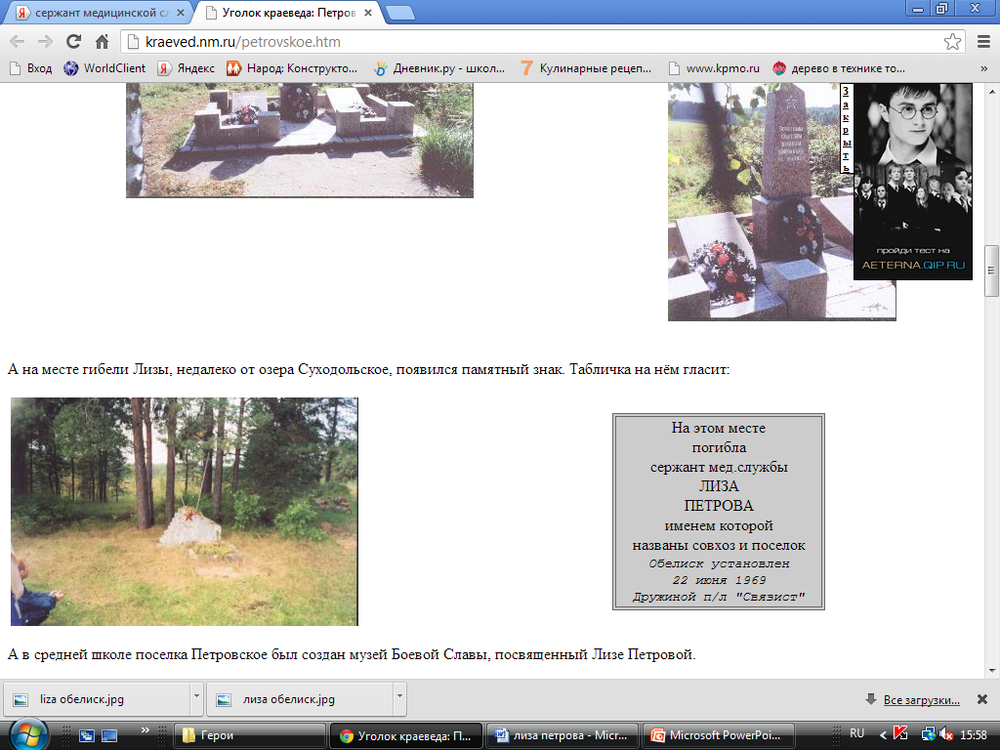 сержант медицинской сл
Уголок краеведа: Петров
kraeved.nm.ru/petrovskoe.htm
Вход
WorldClient
Яндекс
Народ: Конструкто...
Дневник.ру - школ...
Кулинарные рецеп...
www.kpmo.ru
дерево в технике то...
»
Закрыть
пройди тест на
AETERNA.QIP.RU
А на месте гибели Лизы, недалеко от озера Суходольское, появился памятный знак. Табличка на нём гласит:
На этом месте
погибла
сержант мед.службы
ЛИЗА
ПЕТРОВА
именем которой
названы совхоз и поселок
Обелиск установлен
22 июня 1969
Дружиной п/л "Связист"
А в средней школе поселка Петровское был создан музей Боевой Славы, посвященный Лизе Петровой.
liza обелиск.jpg
лиза обелиск.jpg
Все загрузки...
»
Герои
Уголок краеведа: П...
лиза петрова - Micr...
Microsoft PowerPoi...
RU
15:58